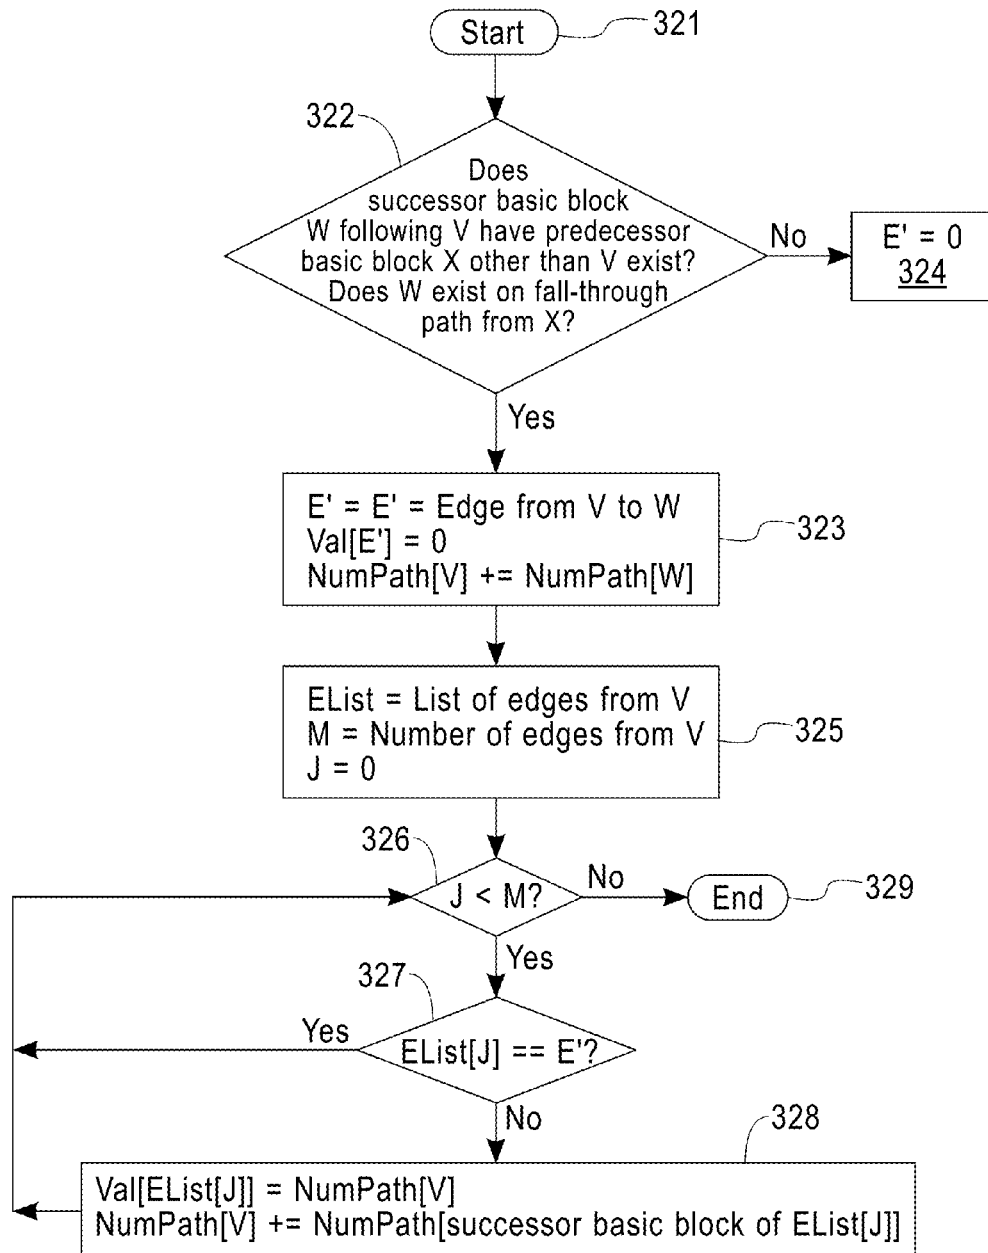 Start
321
322
Does
successor basic block
W following V have predecessor
basic block X other than V exist?
Does W exist on fall-through
path from X?
No
E' = 0
324
Yes
E' = E' = Edge from V to W
Val[E'] = 0
NumPath[V] += NumPath[W]
323
EList = List of edges from V
M = Number of edges from V
J = 0
325
326
J < M?
No
End
329
Yes
327
Yes
EList[J] == E'?
No
328
Val[EList[J]] = NumPath[V]
NumPath[V] += NumPath[successor basic block of EList[J]]